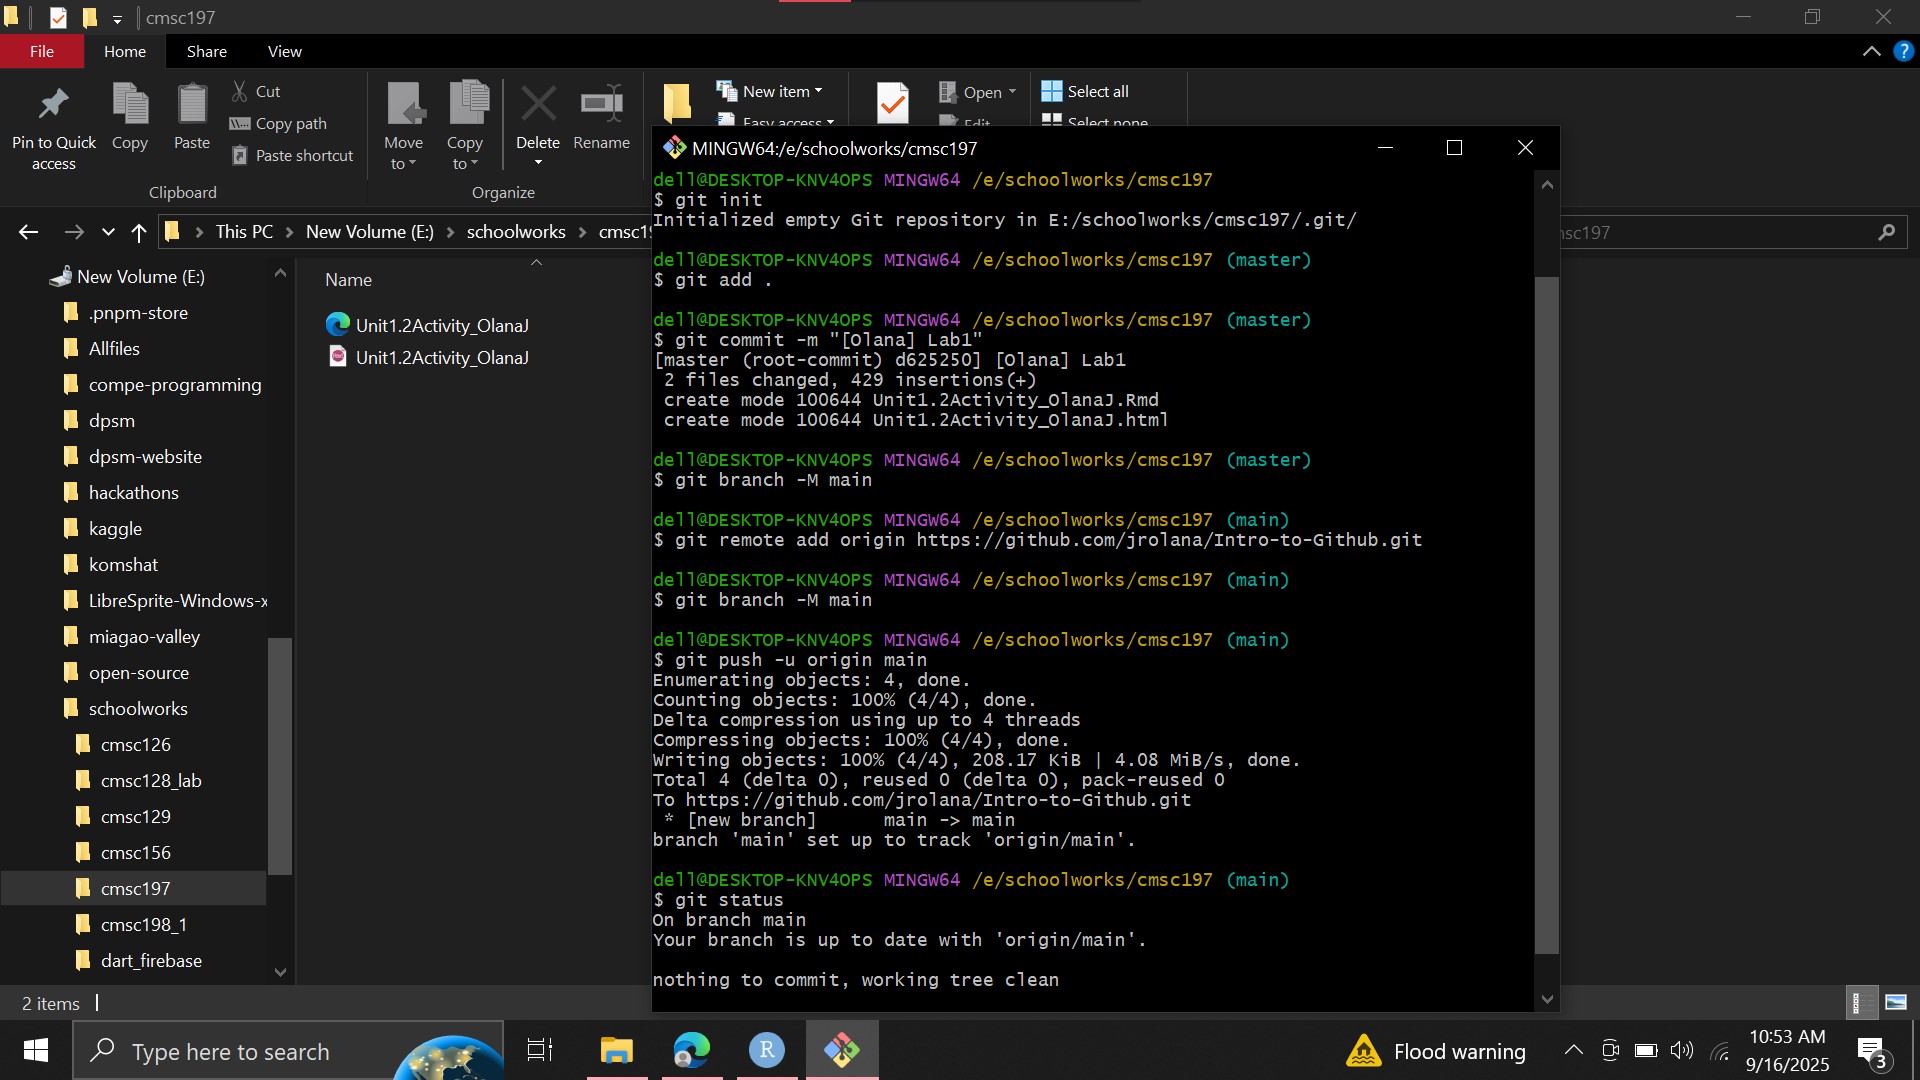 cmsc197
File
Home
Share
View
Pin to Quick access
Copy
Paste
Cut
Copy path
Paste shortcut
Clipboard
Move to
Copy to
Delete
Rename
Organize
New item
Easy access
Open
Edit
Select all
Select none
This PC
New Volume (E:)
schoolworks
New Volume (E:)
.pnpm-store
Allfiles
compe-programming
dpsm
dpsm-website
hackathons
kaggle
komshat
LibreSprite-Windows-x
miagao-valley
open-source
schoolworks
cmsc126
cmsc128_lab
cmsc129
cmsc156
cmsc197
cmsc198_1
dart_firebase
Name
Unit1.2Activity_OlanaJ
Unit1.2Activity_OlanaJ
2 items
MINGW64:/e/schoolworks/cmsc197
dell@DESKTOP-KNV4OPS MINGW64 /e/schoolworks/cmsc197
$ git init
Initialized empty Git repository in E:/schoolworks/cmsc197/.git/
dell@DESKTOP-KNV4OPS MINGW64 /e/schoolworks/cmsc197 (master)
$ git add .
dell@DESKTOP-KNV4OPS MINGW64 /e/schoolworks/cmsc197 (master)
$ git commit -m "[Olana] Lab1"
[master (root-commit) d625250] [Olana] Lab1
2 files changed, 429 insertions(+)
create mode 100644 Unit1.2Activity_OlanaJ.Rmd
create mode 100644 Unit1.2Activity_OlanaJ.html
dell@DESKTOP-KNV4OPS MINGW64 /e/schoolworks/cmsc197 (master)
$ git branch -M main
dell@DESKTOP-KNV4OPS MINGW64 /e/schoolworks/cmsc197 (main)
$ git remote add origin https://github.com/jrolana/Intro-to-Github.git
dell@DESKTOP-KNV4OPS MINGW64 /e/schoolworks/cmsc197 (main)
$ git branch -M main
dell@DESKTOP-KNV4OPS MINGW64 /e/schoolworks/cmsc197 (main)
$ git push -u origin main
Enumerating objects: 4, done.
Counting objects: 100% (4/4), done.
Delta compression using up to 4 threads
Compressing objects: 100% (4/4), done.
Writing objects: 100% (4/4), 208.17 KiB | 4.08 MiB/s, done.
Total 4 (delta 0), reused 0 (delta 0), pack-reused 0
To https://github.com/jrolana/Intro-to-Github.git
* [new branch] main -> main
branch 'main' set up to track 'origin/main'.
dell@DESKTOP-KNV4OPS MINGW64 /e/schoolworks/cmsc197 (main)
$ git status
On branch main
Your branch is up to date with 'origin/main'.
nothing to commit, working tree clean
Type here to search
R
Flood warning
10:53 AM
9/16/2025
3